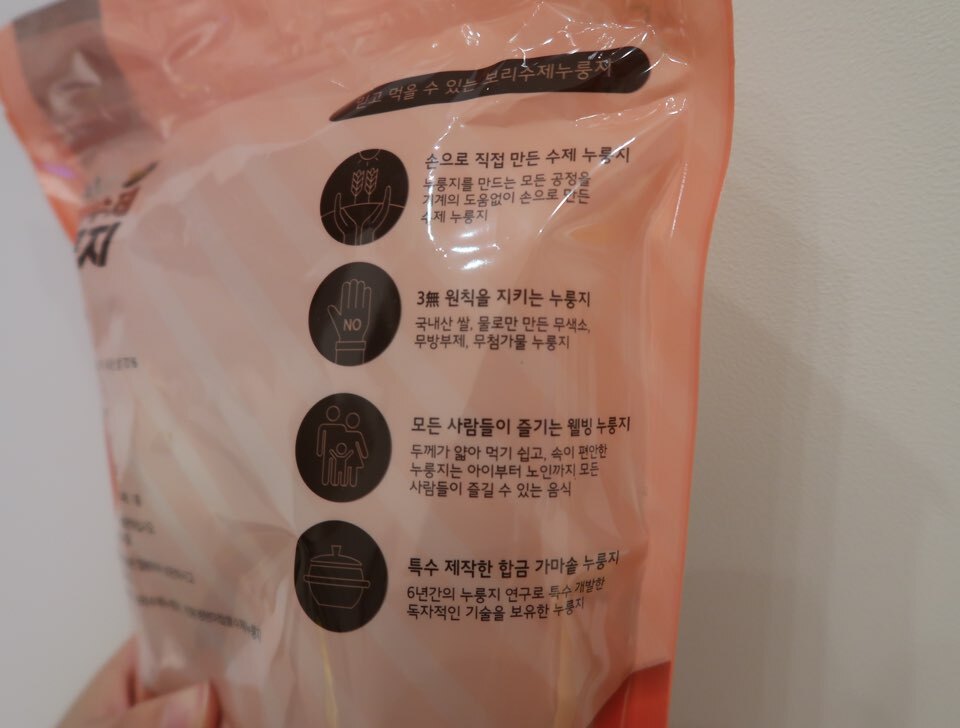 믿고 먹을 수 있는 보리수제누룽지
손으로 직접 만든 수제 누룽지
누룽지를 만드는 모든 공정을
기계의 도움없이 손으로 만든
수제 누룽지
NO
3無 원칙을 지키는 누룽지
국내산 쌀, 물로만 만든 무색소,
무방부제, 무첨가물 누룽지
모든 사람들이 즐기는 웰빙 누룽지
두께가 얇아 먹기 쉽고, 속이 편안한
누룽지는 아이부터 노인까지 모든
사람들이 즐길 수 있는 음식
특수 제작한 합금 가마솥 누룽지
6년간의 누룽지 연구로 특수 개발한
독자적인 기술을 보유한 누룽지